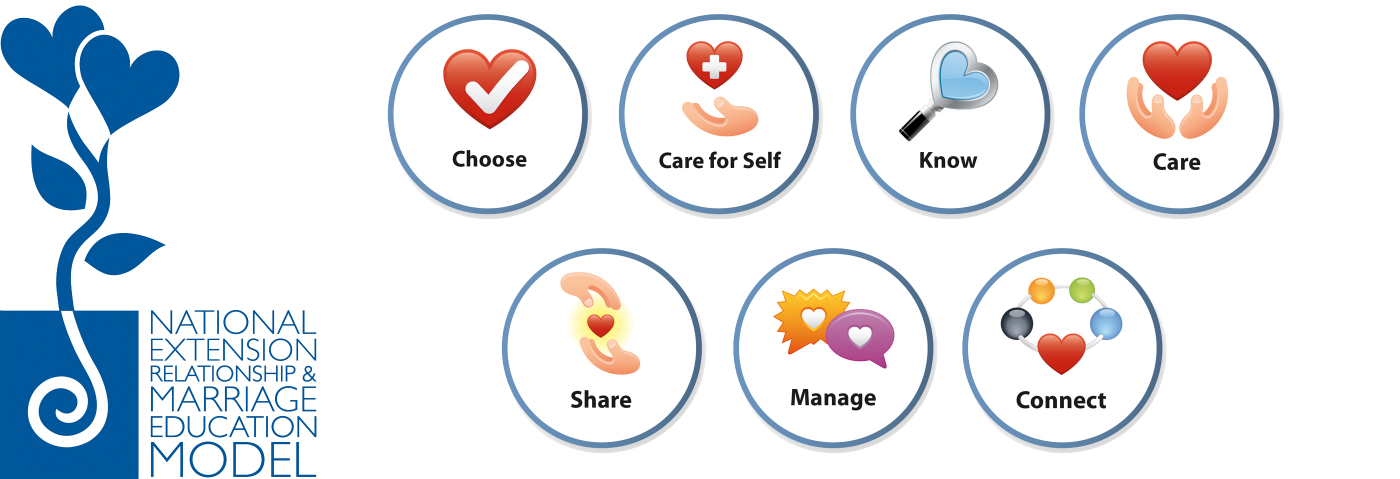 Choose
Care for Self
Know
Care
Share
Manage
Connect
NATIONAL
EXTENSION
RELATIONSHIP &
MARRIAGE
EDUCATION
MODEL